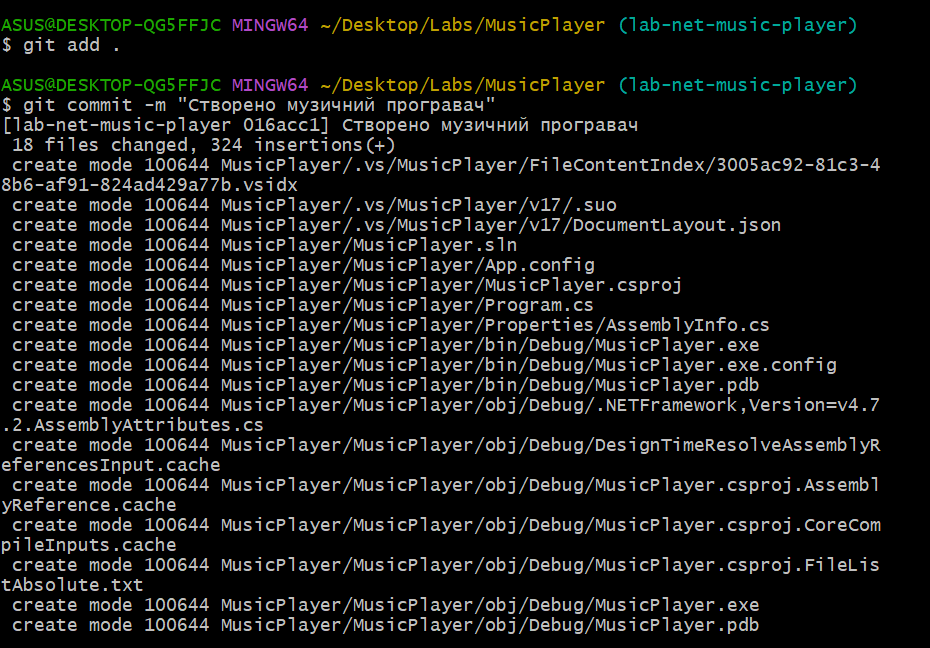 ASUS@DESKTOP-QG5FFJC MINGW64 ~/Desktop/Labs/MusicPlayer (lab-net-music-player)
$ git add .
ASUS@DESKTOP-QG5FFJC MINGW64 ~/Desktop/Labs/MusicPlayer (lab-net-music-player)
$ git commit -m "Створено музичний програвач"
[lab-net-music-player 016acc1] Створено музичний програвач
 18 files changed, 324 insertions(+)
 create mode 100644 MusicPlayer/.vs/MusicPlayer/FileContentIndex/3005ac92-81c3-4
8b6-af91-824ad429a77b.vsidx
 create mode 100644 MusicPlayer/.vs/MusicPlayer/v17/.suo
 create mode 100644 MusicPlayer/.vs/MusicPlayer/v17/DocumentLayout.json
 create mode 100644 MusicPlayer/MusicPlayer.sln
 create mode 100644 MusicPlayer/MusicPlayer/App.config
 create mode 100644 MusicPlayer/MusicPlayer/MusicPlayer.csproj
 create mode 100644 MusicPlayer/MusicPlayer/Program.cs
 create mode 100644 MusicPlayer/MusicPlayer/Properties/AssemblyInfo.cs
 create mode 100644 MusicPlayer/MusicPlayer/bin/Debug/MusicPlayer.exe
 create mode 100644 MusicPlayer/MusicPlayer/bin/Debug/MusicPlayer.exe.config
 create mode 100644 MusicPlayer/MusicPlayer/bin/Debug/MusicPlayer.pdb
 create mode 100644 MusicPlayer/MusicPlayer/obj/Debug/.NETFramework,Version=v4.7
.2.AssemblyAttributes.cs
 create mode 100644 MusicPlayer/MusicPlayer/obj/Debug/DesignTimeResolveAssemblyR
eferencesInput.cache
 create mode 100644 MusicPlayer/MusicPlayer/obj/Debug/MusicPlayer.csproj.Assembl
yReference.cache
 create mode 100644 MusicPlayer/MusicPlayer/obj/Debug/MusicPlayer.csproj.CoreCom
pileInputs.cache
 create mode 100644 MusicPlayer/MusicPlayer/obj/Debug/MusicPlayer.csproj.FileLis
tAbsolute.txt
 create mode 100644 MusicPlayer/MusicPlayer/obj/Debug/MusicPlayer.exe
 create mode 100644 MusicPlayer/MusicPlayer/obj/Debug/MusicPlayer.pdb